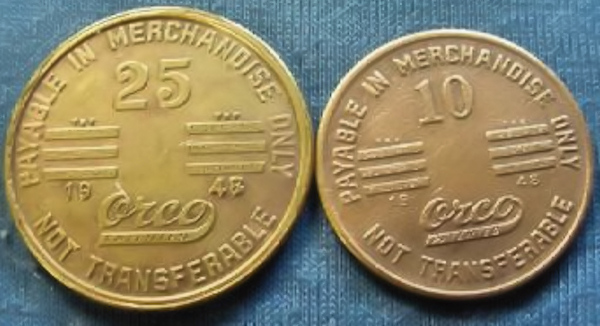 PAYABLE IN MERCHANDISE ONLY
25
19 48
Orco
NOT TRANSFERABLE
PAYABLE IN MERCHANDISE ONLY
10
19 48
Orco
NOT TRANSFERABLE